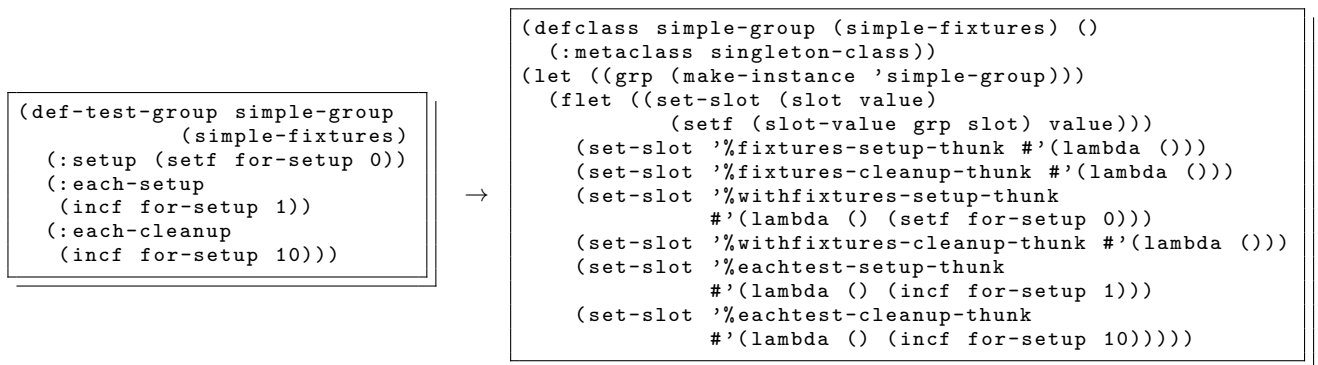 (def-test-group simple-group
(simple-fixtures)
(:setup (setf for-setup 0))
(:each-setup
(incf for-setup 1))
(:each-cleanup
(incf for-setup 10)))
→
(defclass simple-group (simple-fixtures) ()
(:metaclass singleton-class))
(let ((grp (make-instance 'simple-group)))
(flet ((set-slot (slot value)
(setf (slot-value grp slot) value)))
(set-slot '%fixtures-setup-thunk #'(lambda ()))
(set-slot '%fixtures-cleanup-thunk #'(lambda ()))
(set-slot '%withfixtures-setup-thunk
#'(lambda () (setf for-setup 0)))
(set-slot '%withfixtures-cleanup-thunk #'(lambda ()))
(set-slot '%eachtest-setup-thunk
#'(lambda () (incf for-setup 1)))
(set-slot '%eachtest-cleanup-thunk
#'(lambda () (incf for-setup 10)))))